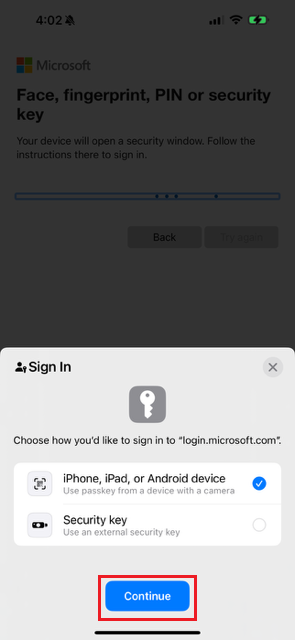 4:02
Microsoft
Face, fingerprint, PIN or security
key
Your device will open a security window. Follow the
instructions there to sign in.
Back
Try again
Sign In
Choose how you'd like to sign in to "login.microsoft.com".
iPhone, iPad, or Android device
Use passkey from a device with a camera
Security key
Use an external security key
Continue